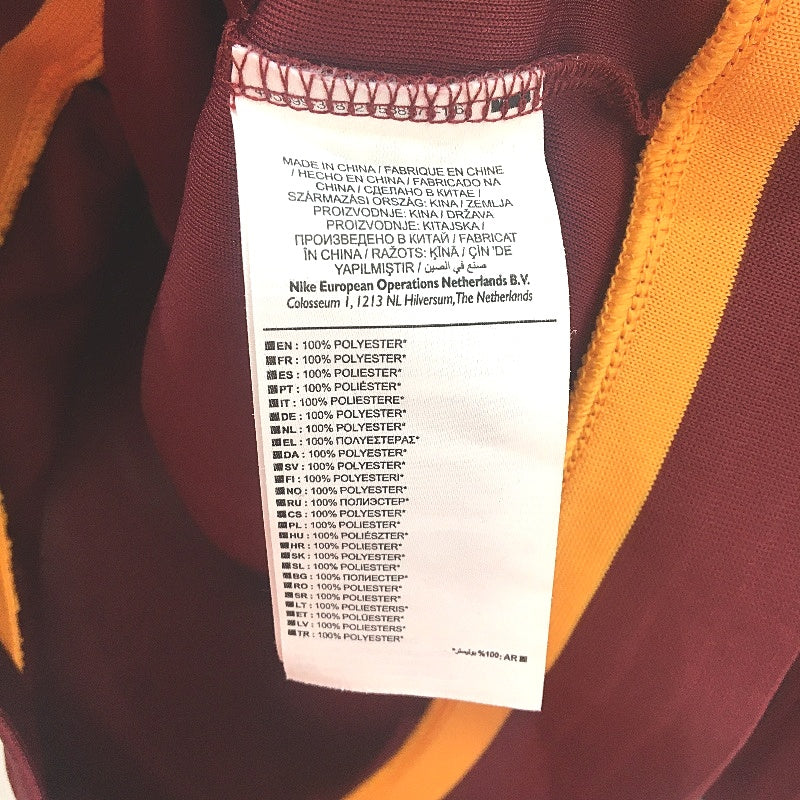 MADE IN CHINA / FABRIQUE EN CHINE
/ HECHO EN CHINA / FABRICADO NA
CHINA / СДЕЛАНО В КИТАЕ /
SZÁRMAZÁSI ORSZÁG: KINA / ZEMLJA
PROIZVODNJE: KINA / DRŽAVA
PROIZVODNJE: KITAJSKA /
ПРОИЗВЕДЕНО В КИТАЙ / FABRICAT
ÎN CHINA / RAŽOTS: ĶĪNĀ / ÇİN 'DE
YAPILMIŞTIR / صنع في الصين
Nike European Operations Netherlands B.V.
Colosseum 1, 1213 NL Hilversum, The Netherlands
EN : 100% POLYESTER*
FR : 100% POLYESTER*
ES : 100% POLYESTER*
PT : 100% POLIÉSTER*
IT : 100% POLIESTERE*
DE : 100% POLYESTER*
NL : 100% POLYESTER*
EL : 100% ΠΟΛΥΕΣΤΕΡΑΣ*
DA : 100% POLYESTER*
SV : 100% POLYESTER*
FI : 100% POLYESTERI*
NO : 100% POLYESTER*
RU : 100% ПОЛИЭСТЕР*
CS : 100% POLYESTER*
PL : 100% POLIESTER*
HU : 100% POLIÉSZTER*
HR : 100% POLIESTER*
SK : 100% POLYESTER*
SL : 100% POLIESTER*
BG : 100% ПОЛИЕСТЕР*
RO : 100% POLIESTER*
SR : 100% POLIESTER*
LT : 100% POLIESTERIS*
ET : 100% POLÜESTER*
LV : 100% POLIESTERS*
TR : 100% POLYESTER*
AR : %100 بوليستر*